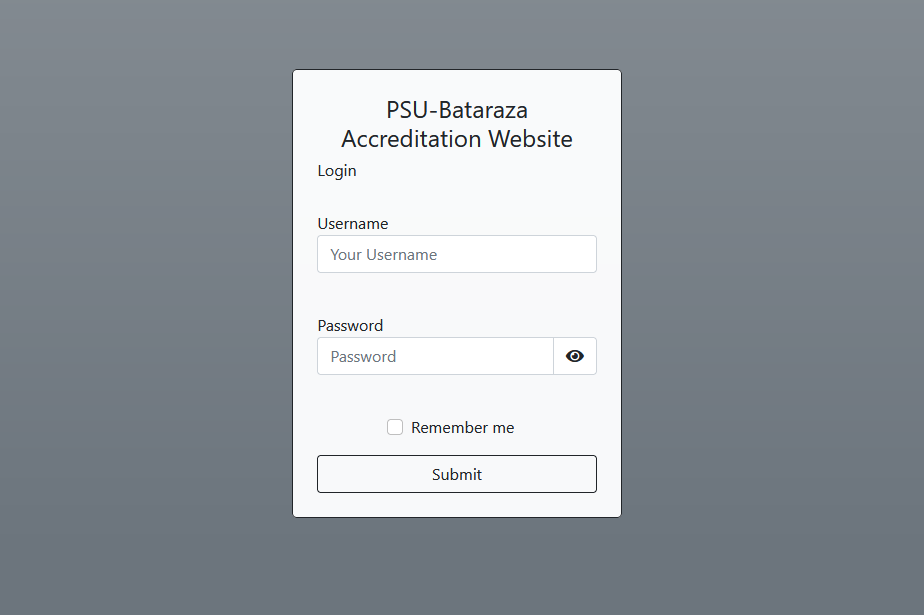 PSU-Bataraza
Accreditation Website
Login
Username
Your Username
Password
Password
Remember me
Submit